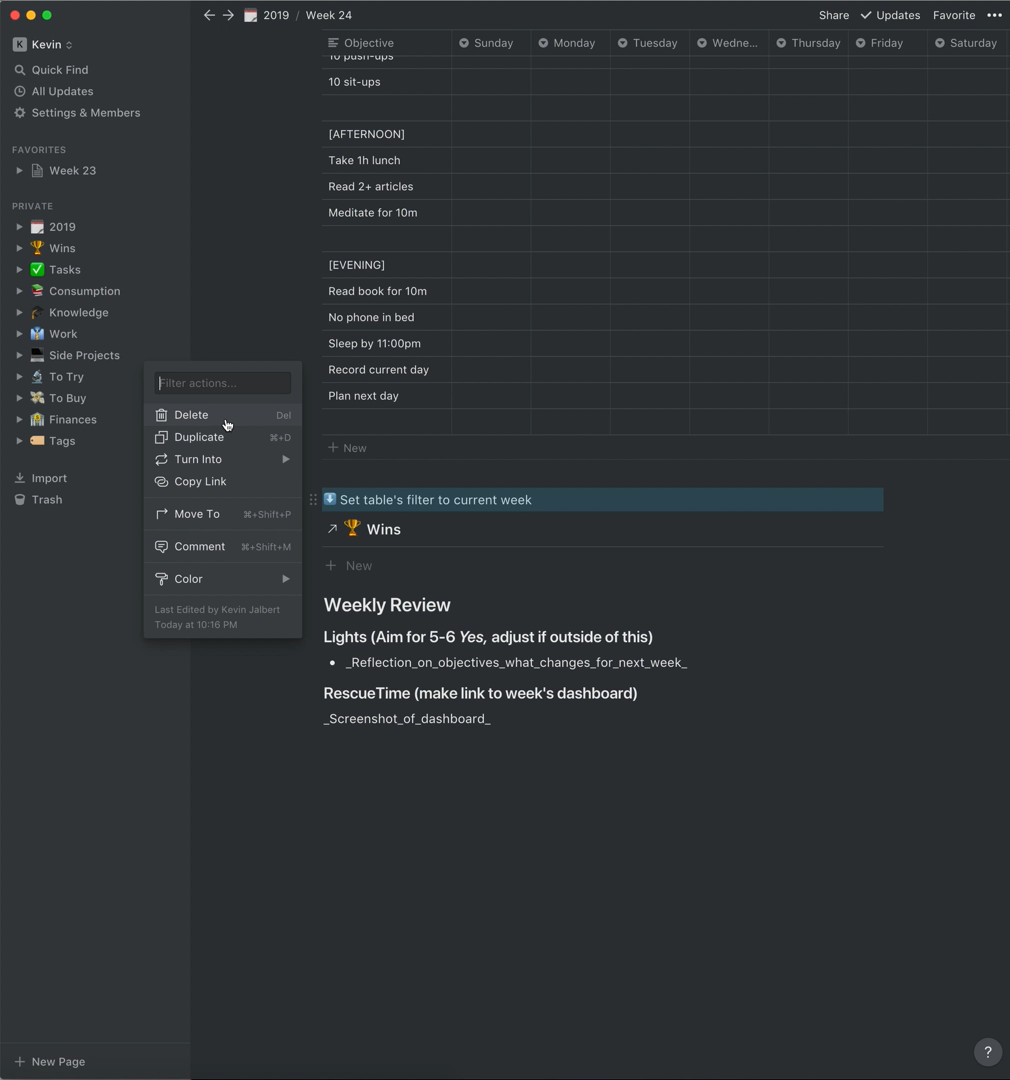 2019 / Week 24
Share Updates Favorite
K Kevin
Quick Find
All Updates
Settings & Members
FAVORITES
Week 23
PRIVATE
2019
Wins
Tasks
Consumption
Knowledge
Work
Side Projects
To Try
To Buy
Finances
Tags
Import
Trash
New Page
Objective Sunday Monday Tuesday Wedne... Thursday Friday Saturday
10 push-ups
10 sit-ups
[AFTERNOON]
Take 1h lunch
Read 2+ articles
Meditate for 10m
[EVENING]
Read book for 10m
No phone in bed
Sleep by 11:00pm
Record current day
Plan next day
+ New
Filter actions...
Delete Del
Duplicate ⌘+D
Turn Into
Copy Link
Move To ⌘+Shift+P
Comment ⌘+Shift+M
Color
Last Edited by Kevin Jalbert
Today at 10:16 PM
Set table's filter to current week
Wins
+ New
Weekly Review
Lights (Aim for 5-6 Yes, adjust if outside of this)
• _Reflection_on_objectives_what_changes_for_next_week_
RescueTime (make link to week's dashboard)
_Screenshot_of_dashboard_
?